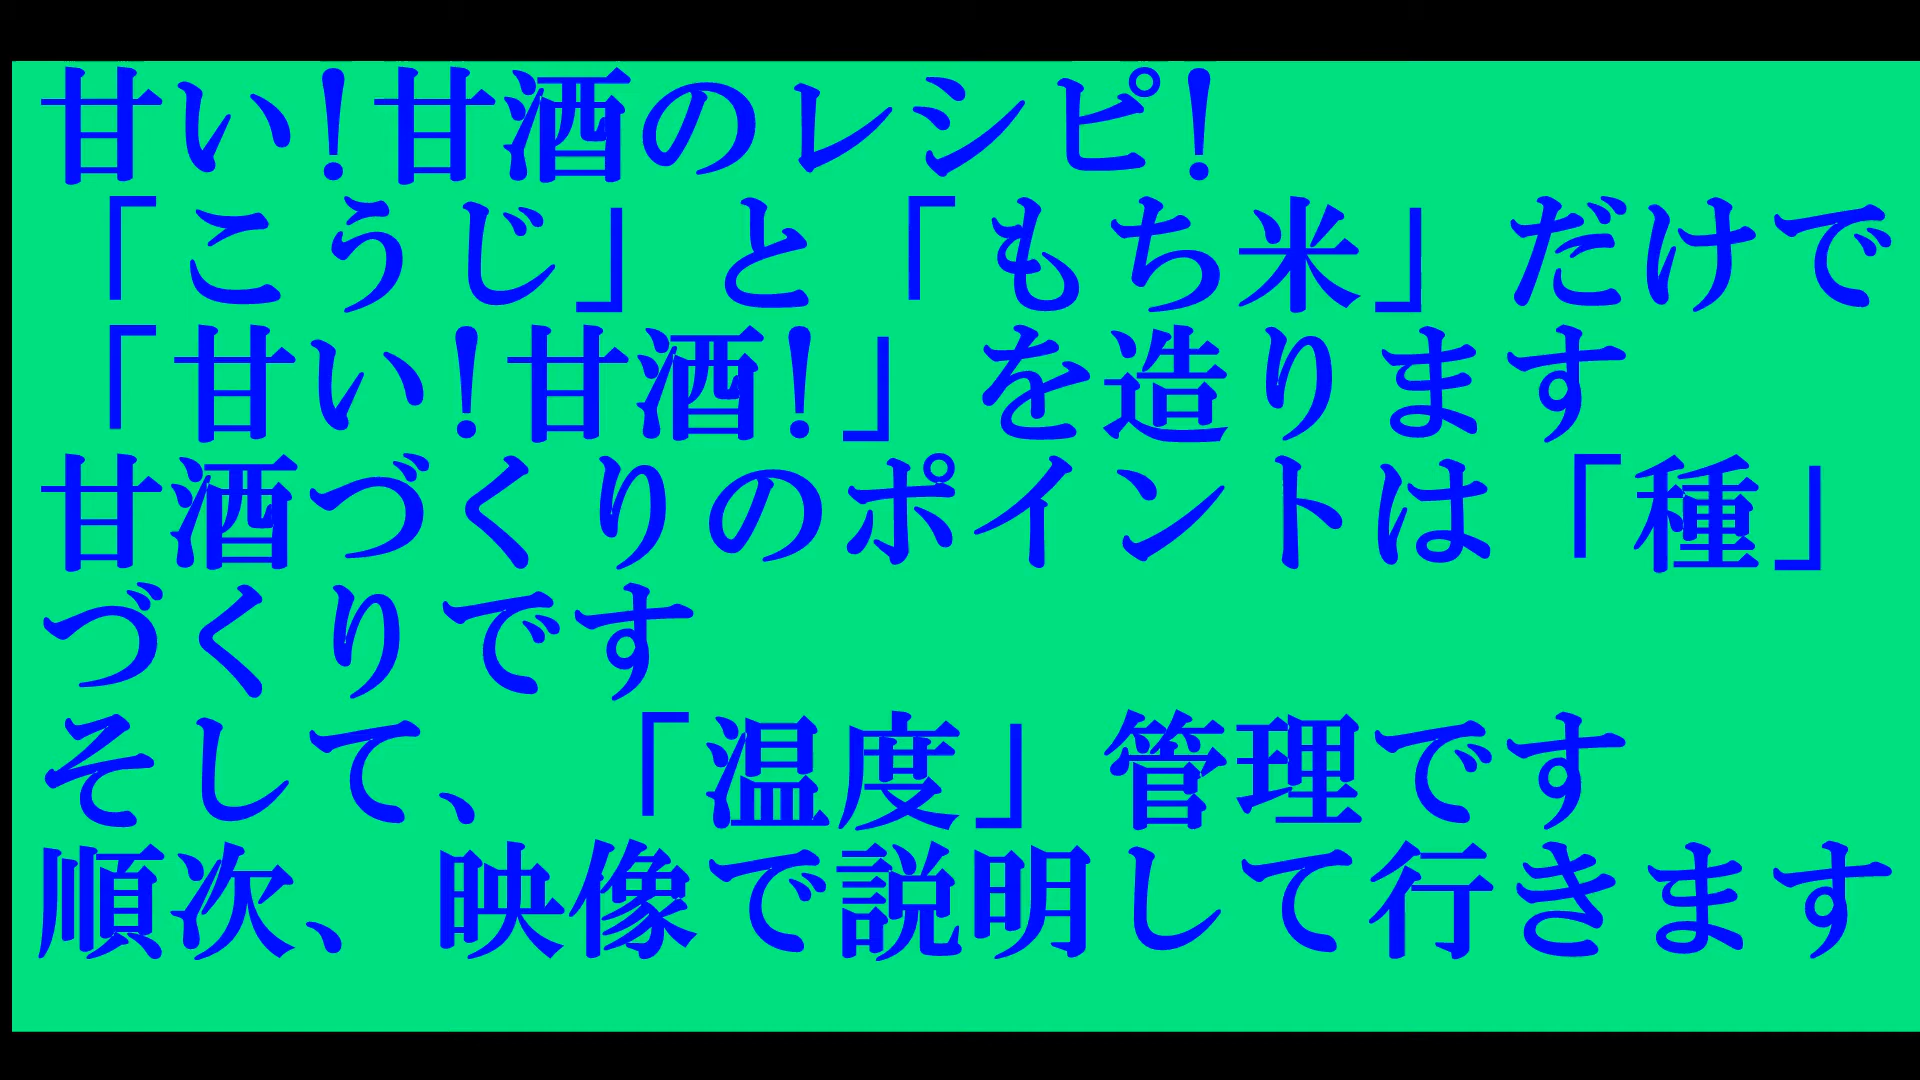 甘い！甘酒のレシピ！
「こうじ」と「もち米」だけで
「甘い！甘酒！」を造ります
甘酒づくりのポイントは「種」
づくりです
そして、「温度」管理です
順次、映像で説明して行きます